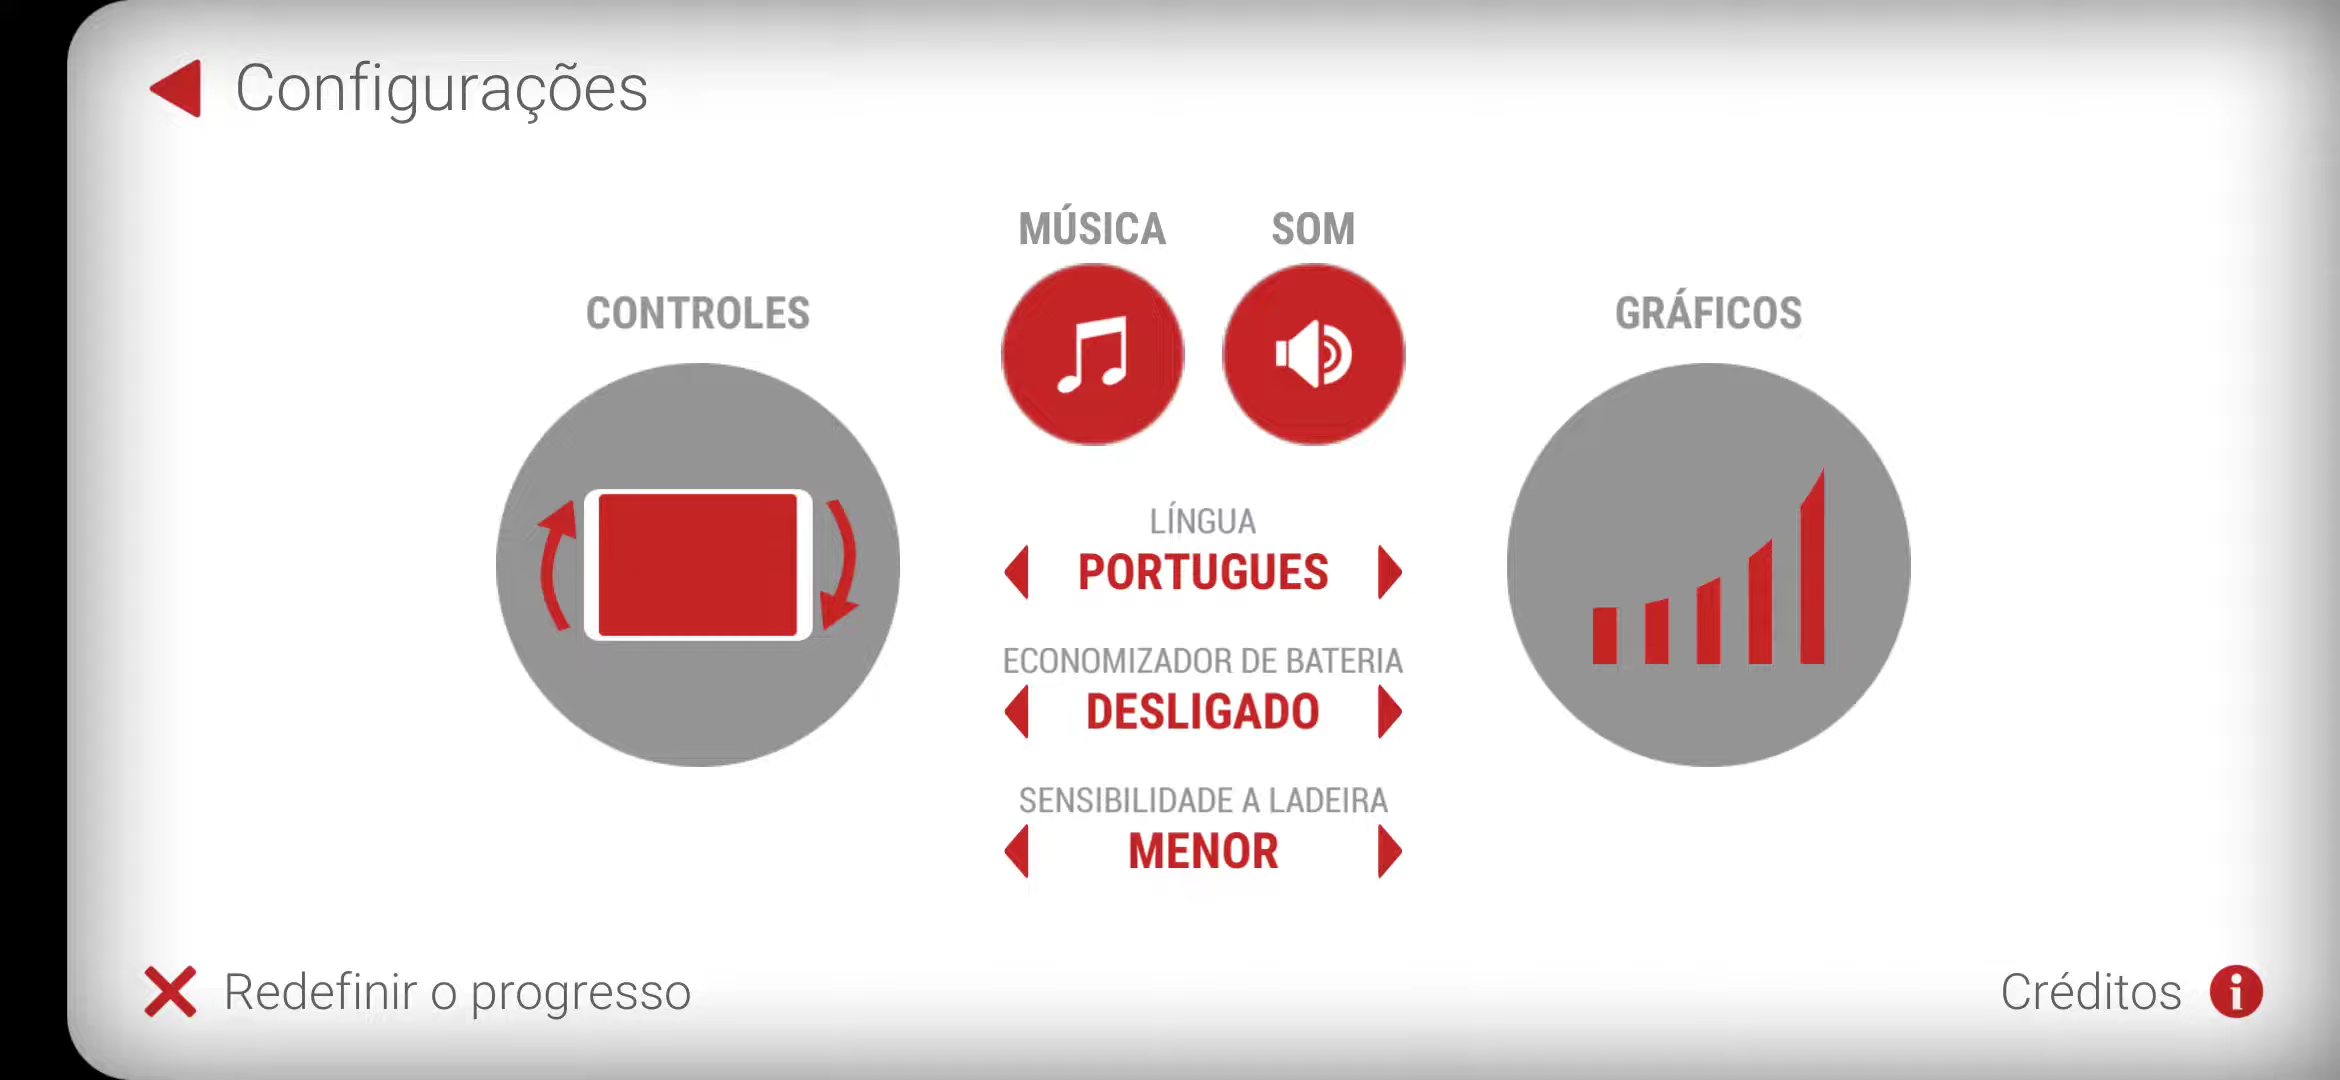 Configurações
MÚSICA
SOM
CONTROLES
GRÁFICOS
LÍNGUA
PORTUGUES
ECONOMIZADOR DE BATERIA
DESLIGADO
SENSIBILIDADE A LADEIRA
MENOR
Redefinir o progresso
Créditos